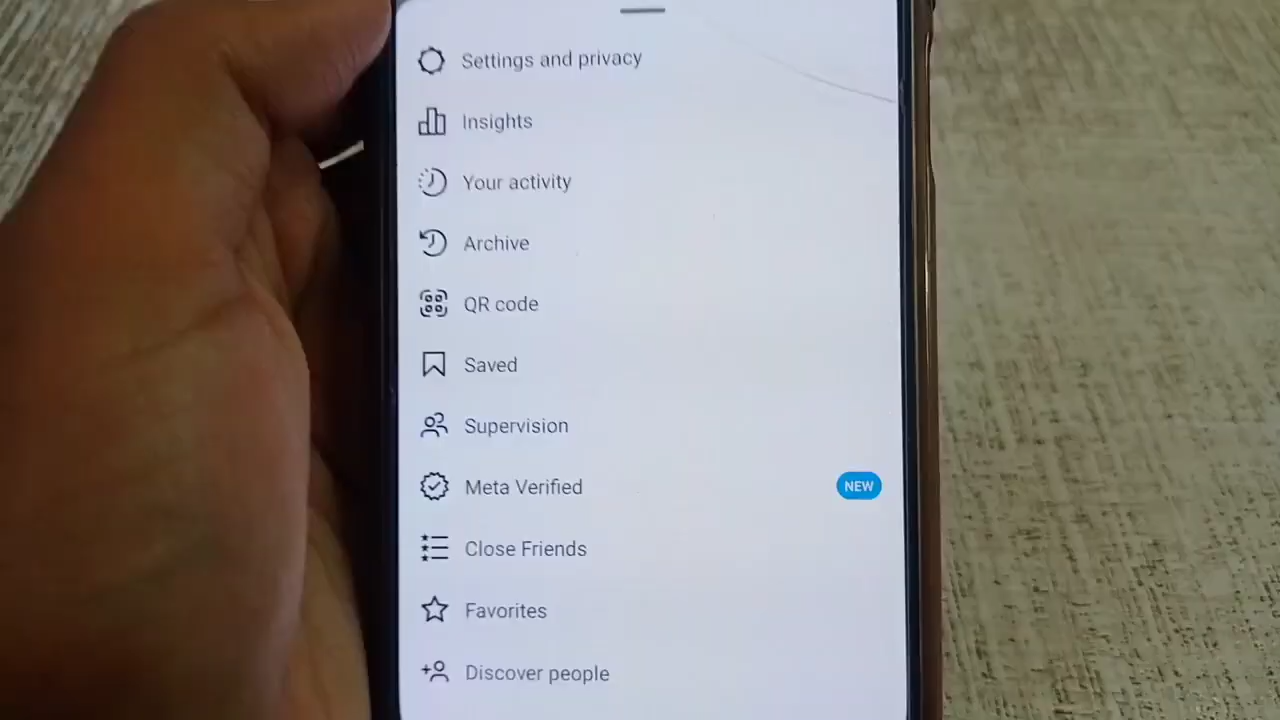 Settings and privacy
Insights
Your activity
Archive
QR code
Saved
Supervision
Meta Verified NEW
Close Friends
Favorites
Discover people